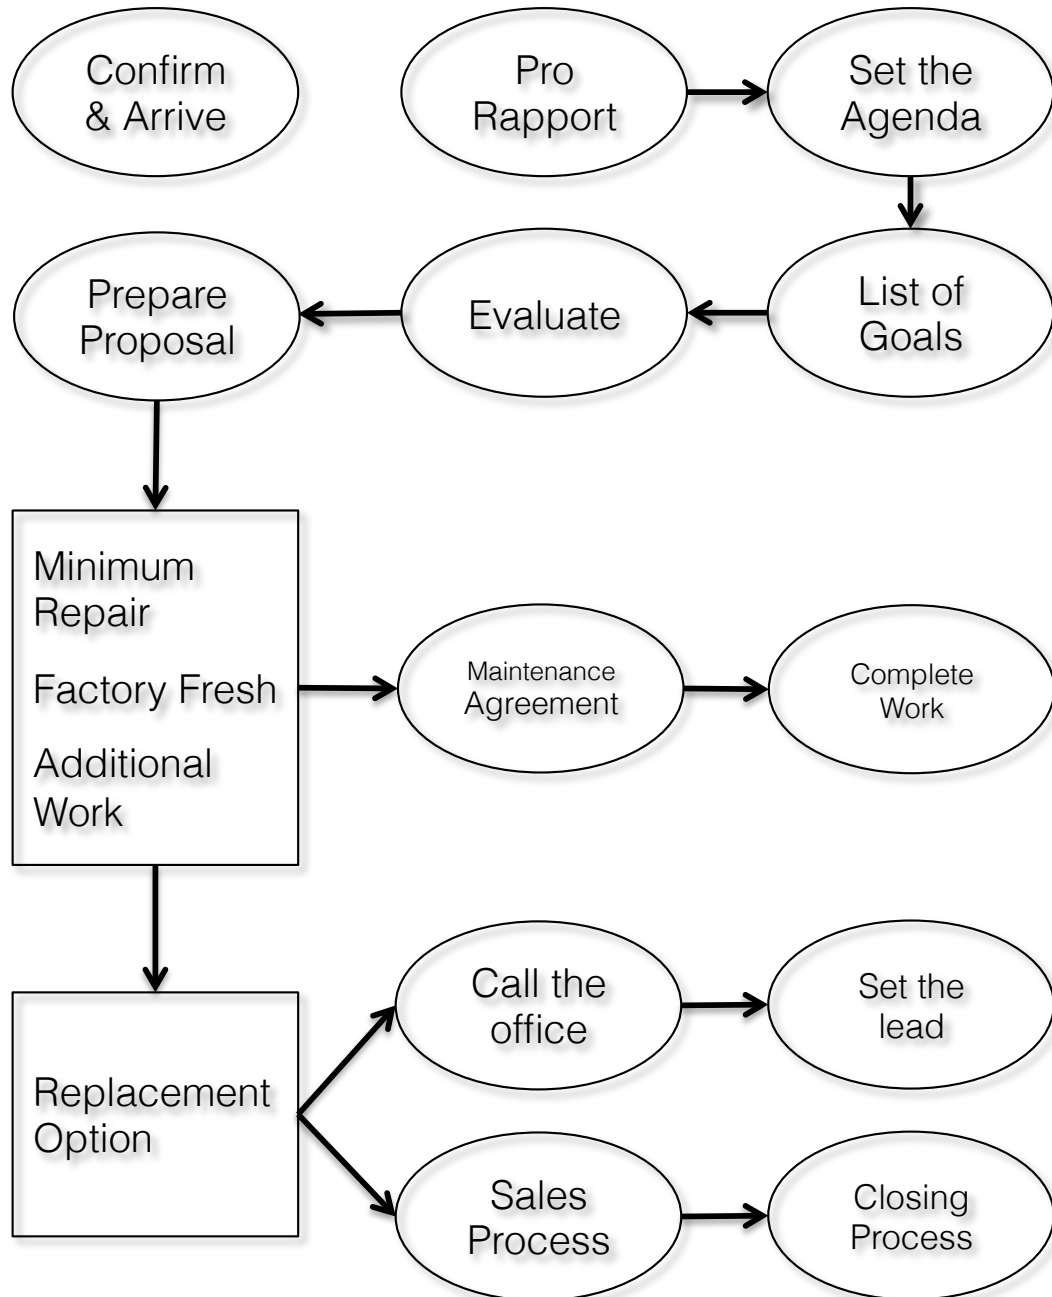 Confirm
& Arrive
Pro
Rapport
Set the
Agenda
Prepare
Proposal
Evaluate
List of
Goals
Minimum
Repair
Factory Fresh
Additional
Work
Maintenance
Agreement
Complete
Work
Replacement
Option
Call the
office
Set the
lead
Sales
Process
Closing
Process